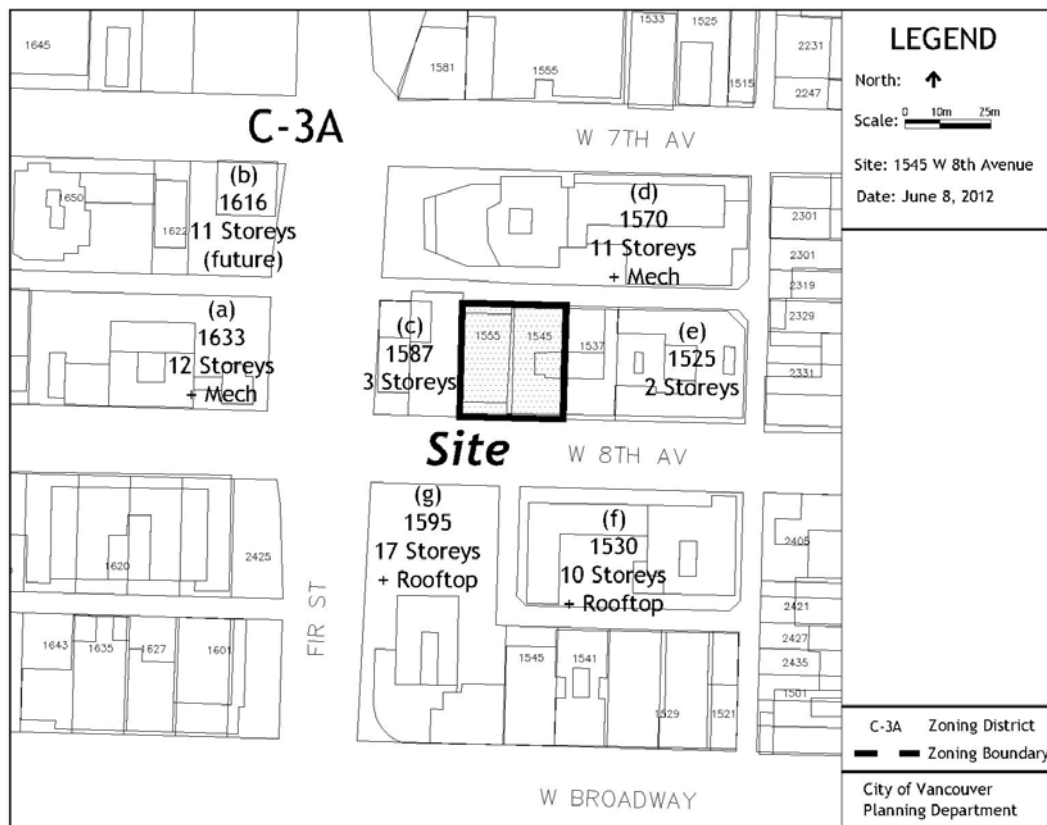 1645
1581
1555
1533
1525
1515
2231
2247
C-3A
W 7TH AV
1650
1622
(b)
1616
11 Storeys
(future)
(d)
1570
11 Storeys
+ Mech
2301
2301
2319
2329
2331
(a)
1633
12 Storeys
+ Mech
(c)
1587
3 Storeys
1555
1545
1537
(e)
1525
2 Storeys
Site
W 8TH AV
(g)
1595
17 Storeys
+ Rooftop
(f)
1530
10 Storeys
+ Rooftop
1620
2425
FIR ST
2405
2421
2427
2435
1501
1643
1635
1627
1601
1545
1541
1529
1521
W BROADWAY
LEGEND
North:
Scale: 0 10m 25m
Site: 1545 W 8th Avenue
Date: June 8, 2012
C-3A Zoning District
Zoning Boundary
City of Vancouver
Planning Department